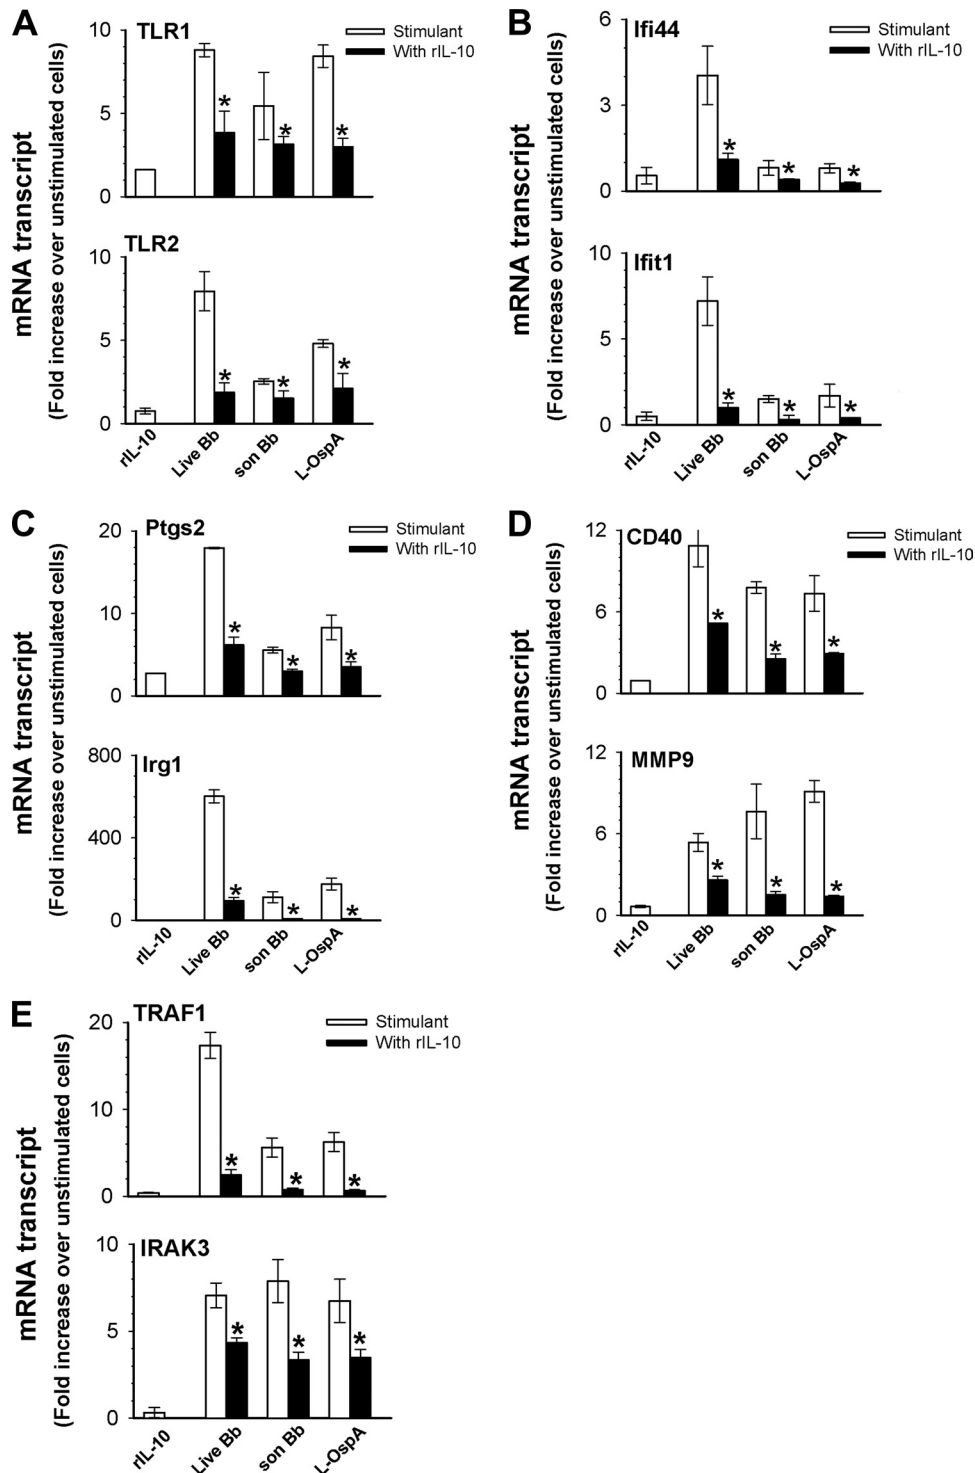 A
TLR1
Stimulant
With rIL-10
10
5
0
*
*
*
TLR2
10
5
0
*
*
*
mRNA transcript
(Fold increase over unstimulated cells)
rIL-10
Live Bb
son Bb
L-OspA
B
Ifi44
Stimulant
With rIL-10
6
3
0
*
*
*
Ifit1
10
5
0
*
*
*
mRNA transcript
(Fold increase over unstimulated cells)
rIL-10
Live Bb
son Bb
L-OspA
C
Ptgs2
Stimulant
With rIL-10
20
10
0
*
*
*
Irg1
800
400
0
*
*
*
mRNA transcript
(Fold increase over unstimulated cells)
rIL-10
Live Bb
son Bb
L-OspA
D
CD40
Stimulant
With rIL-10
12
6
0
*
*
*
MMP9
12
6
0
*
*
*
mRNA transcript
(Fold increase over unstimulated cells)
rIL-10
Live Bb
son Bb
L-OspA
E
TRAF1
Stimulant
With rIL-10
20
10
0
*
*
*
IRAK3
10
5
0
*
*
*
mRNA transcript
(Fold increase over unstimulated cells)
rIL-10
Live Bb
son Bb
L-OspA